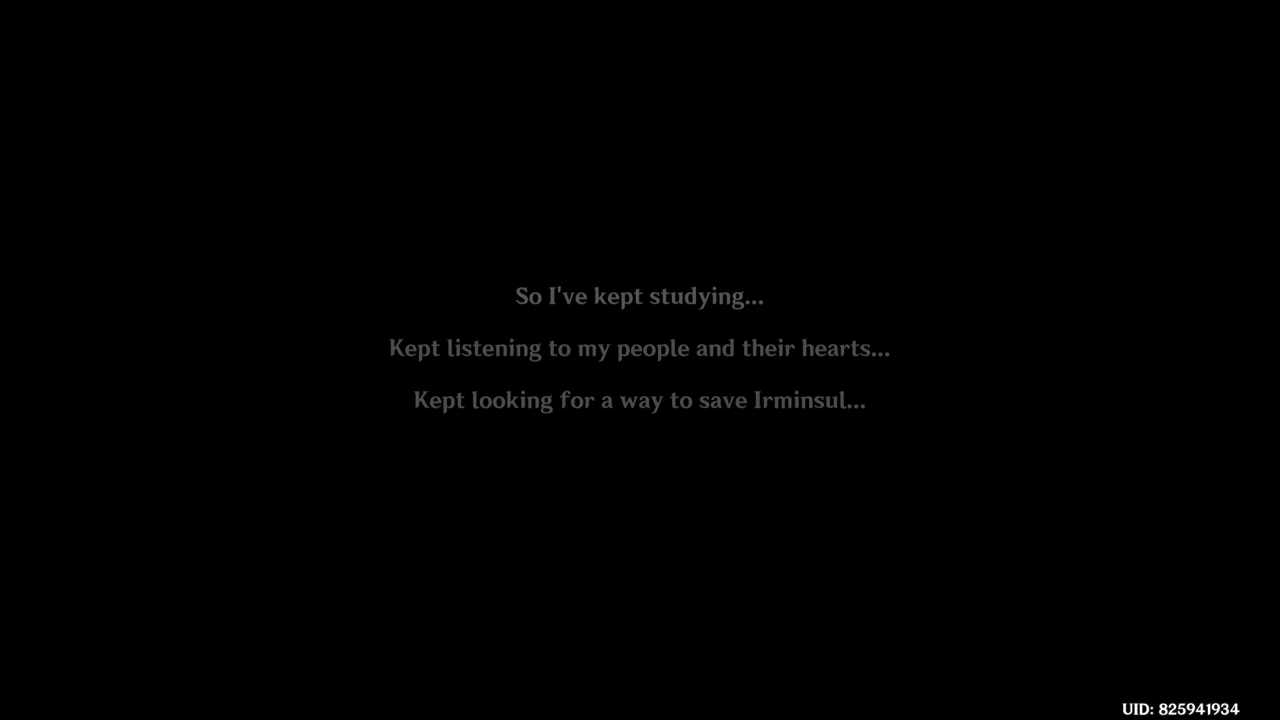 So I've kept studying...
Kept listening to my people and their hearts...
Kept looking for a way to save Irminsul...
UID: 825941934